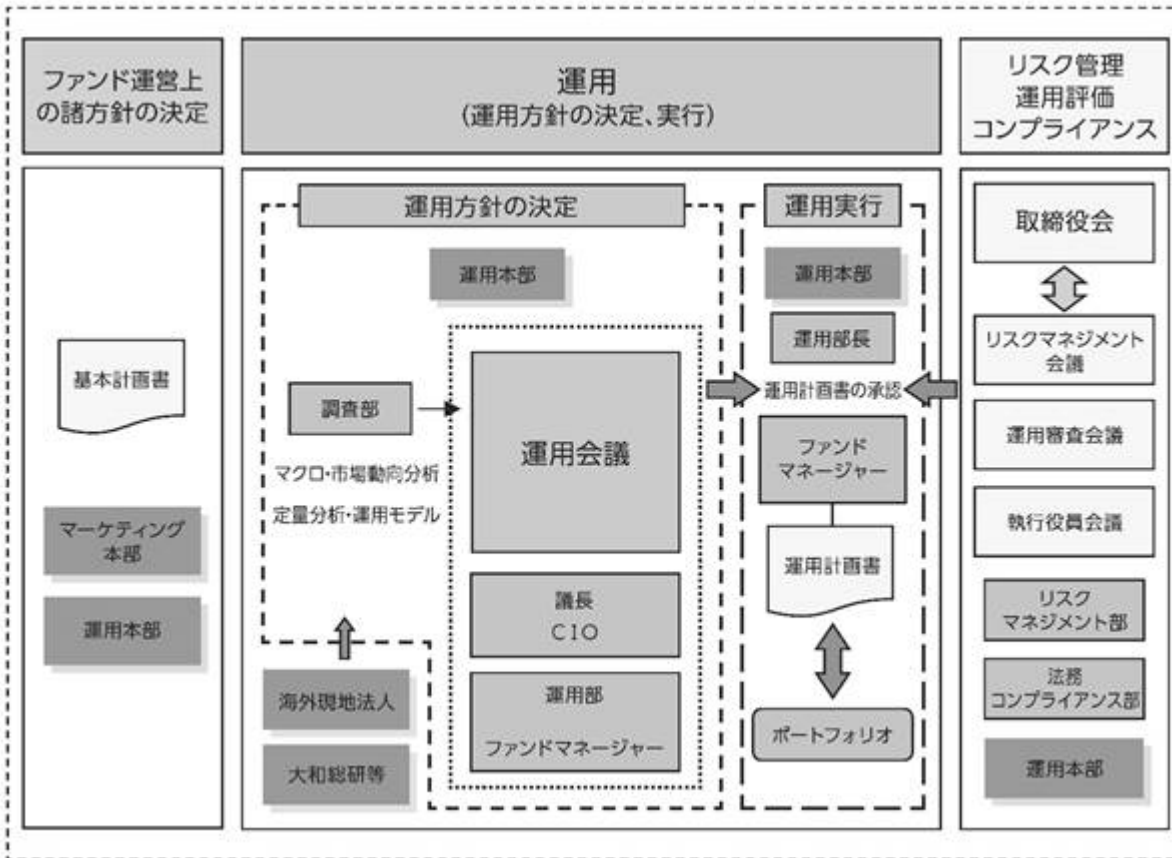 ファンド運営上
の諸方針の決定
運用
(運用方針の決定、実行)
リスク管理
運用評価
コンプライアンス
基本計画書
マーケティング
本部
運用本部
運用方針の決定
運用本部
調査部
マクロ・市場動向分析
定量分析・運用モデル
運用会議
議長
CIO
運用部
ファンドマネージャー
海外現地法人
大和総研等
運用実行
運用本部
運用部長
運用計画書の承認
ファンド
マネージャー
運用計画書
ポートフォリオ
取締役会
リスクマネジメント
会議
運用審査会議
執行役員会議
リスク
マネジメント部
法務
コンプライアンス部
運用本部